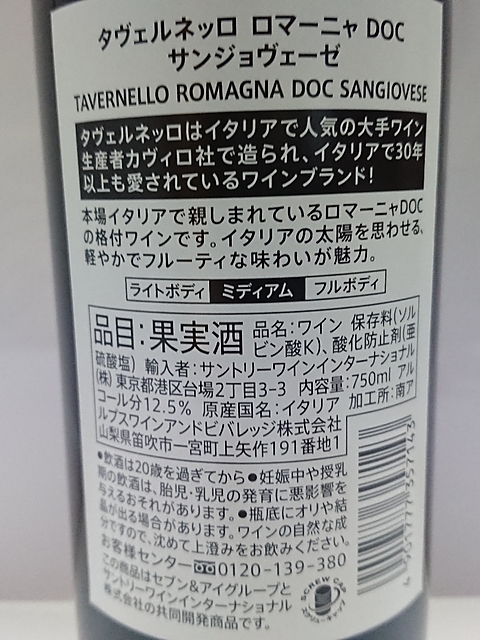 タヴェルネッロ ロマーニャ DOC
サンジョヴェーゼ
TAVERNELLO ROMAGNA DOC SANGIOVESE
タヴェルネッロはイタリアで人気の大手ワイン
生産者カヴィロ社で造られ、イタリアで30年
以上も愛されているワインブランド!
本場イタリアで親しまれているロマーニャDOC
の格付ワインです。イタリアの太陽を思わせる、
軽やかでフルーティな味わいが魅力。
ライトボディ ミディアム フルボディ
品目:果実酒 品名:ワイン 保存料(ソル
ビン酸K)、酸化防止剤(亜
硫酸塩) 輸入者:サントリーワインインターナショナル
(株) 東京都港区台場2丁目3-3 内容量:750ml アル
コール分12.5% 原産国名:イタリア 加工所:南ア
ルプスワインアンドビバレッジ株式会社
山梨県笛吹市一宮町上矢作191番地1
●飲酒は20歳を過ぎてから●妊娠中や授乳
期の飲酒は、胎児・乳児の発育に悪影響を
与えるおそれがあります。●瓶底にオリや結
晶が出る場合があります。ワインの自然な成
分ですので、沈めて上澄みをお飲みください。
お客様センター 0120-139-380
この商品はセブン&アイグループと
サントリーワインインターナショナル
株式会社の共同開発商品です。
SCREW CAP
スクリューキャップ
4 901777 357143